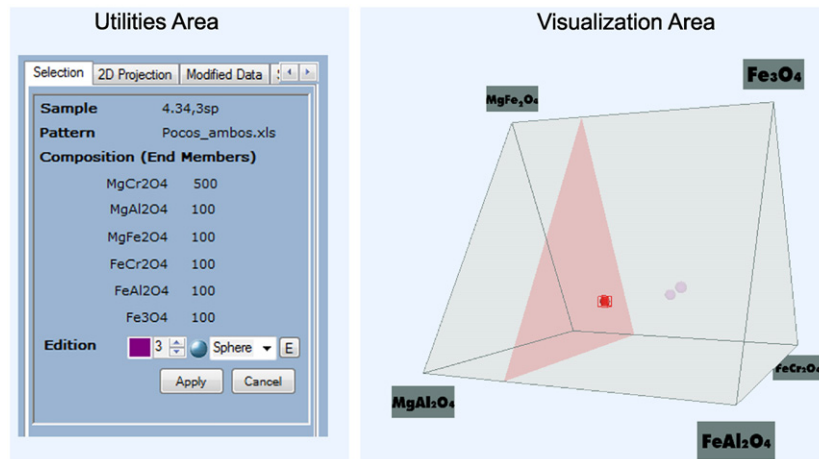 Utilities Area
Visualization Area
Selection 2D Projection Modified Data
Sample 4.34,3sp
Pattern Pocos_ambos.xls
Composition (End Members)
MgCr2O4 500
MgAl2O4 100
MgFe2O4 100
FeCr2O4 100
FeAl2O4 100
Fe3O4 100
Edition 3 Sphere E
Apply Cancel
Fe₃O₄
MgFe₂O₄
FeCr₂O₄
MgAl₂O₄
FeAl₂O₄